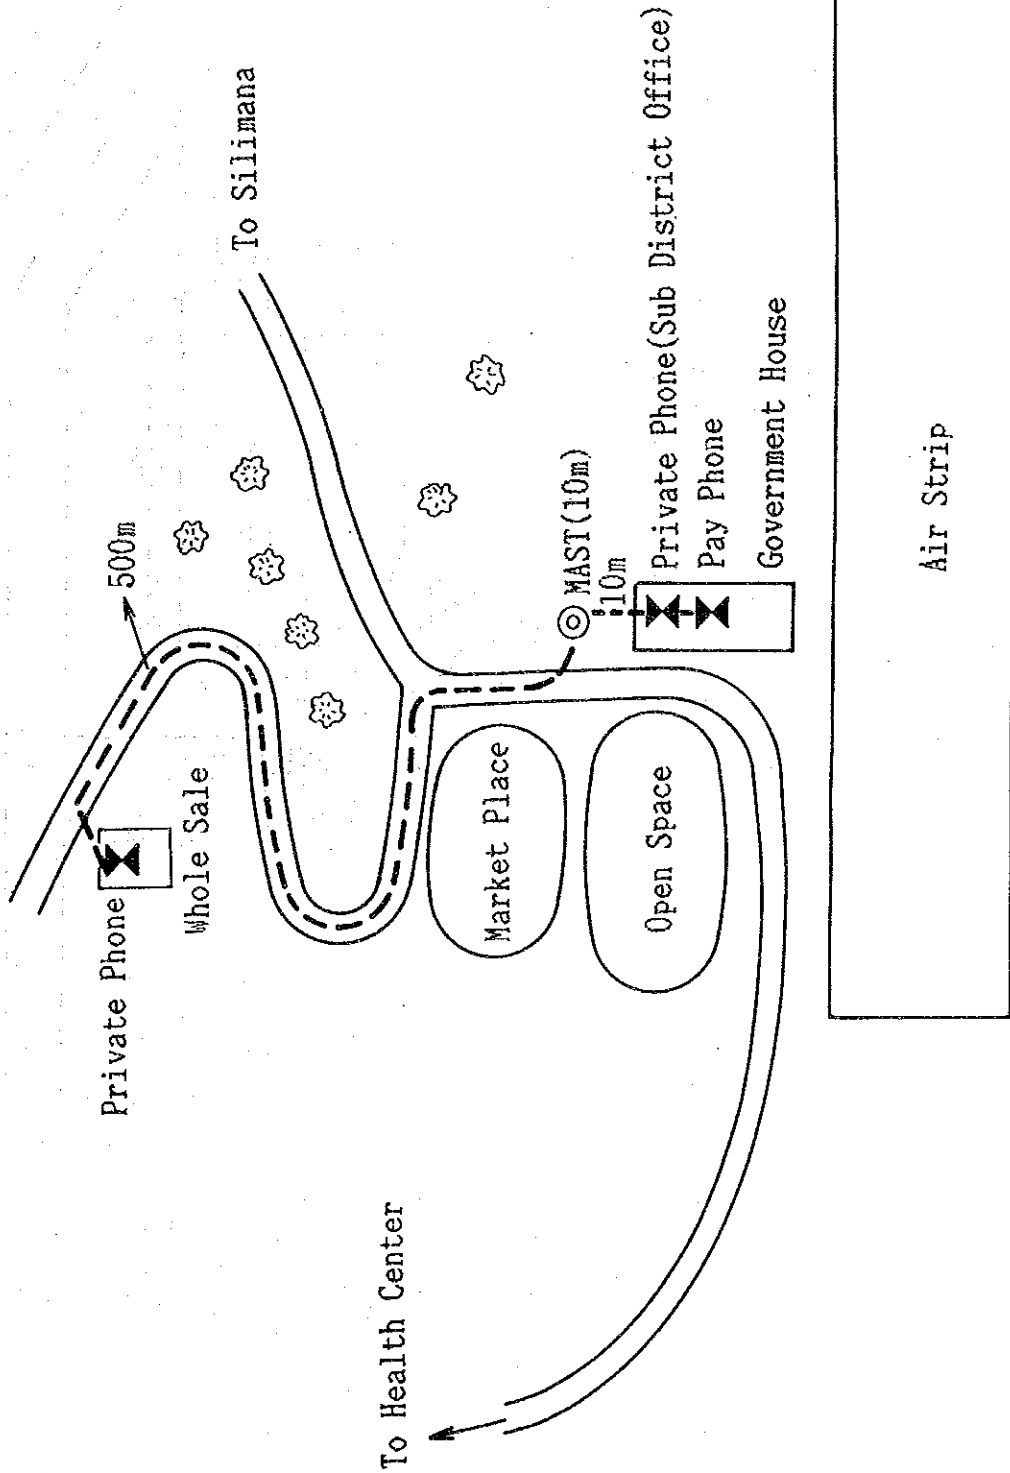 To Silimana
500m
Private Phone
Whole Sale
MAST(10m)
10m
Private Phone(Sub District Office)
Pay Phone
Government House
Market Place
Open Space
To Health Center
Air Strip